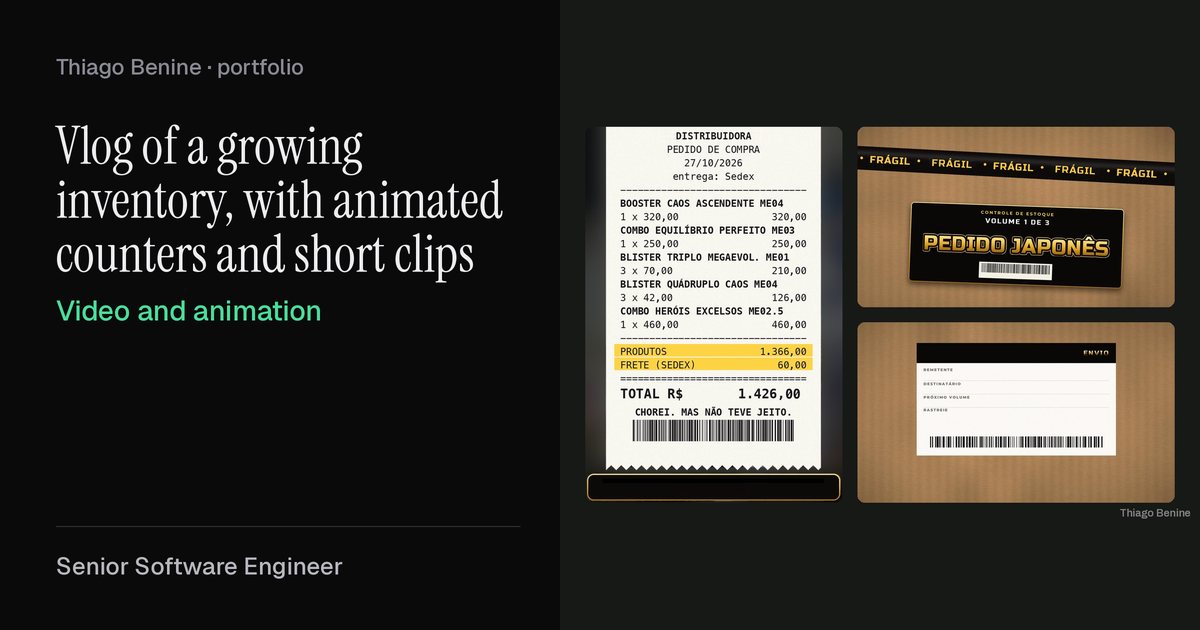 Thiago Benine · portfolio
Vlog of a growing
inventory, with animated
counters and short clips
Video and animation
Senior Software Engineer
DISTRIBUIDORA
PEDIDO DE COMPRA
27/10/2026
entrega: Sedex
BOOSTER CAOS ASCENDENTE ME04
1 x 320,00 320,00
COMBO EQUILÍBRIO PERFEITO ME03
1 x 250,00 250,00
BLISTER TRIPLO MEGAEVOL. ME01
3 x 70,00 210,00
BLISTER QUÁDRUPLO CAOS ME04
3 x 42,00 126,00
COMBO HERÓIS EXCELSOS ME02.5
1 x 460,00 460,00
PRODUTOS 1.366,00
FRETE (SEDEX) 60,00
TOTAL R$ 1.426,00
CHOREI. MAS NÃO TEVE JEITO.
• FRÁGIL • FRÁGIL • FRÁGIL • FRÁGIL • FRÁGIL •
CONTROLE DE ESTOQUE
VOLUME 1 DE 3
PEDIDO JAPONÊS
ENVIO
REMETENTE
DESTINATÁRIO
PRÓXIMO VOLUME
RASTREIO
Thiago Benine